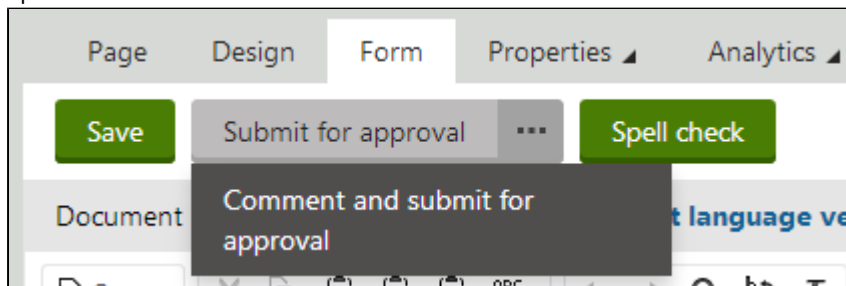 Page Design Form Properties Analytics
Save Submit for approval ... Spell check
Document Comment and submit for approval t language ve